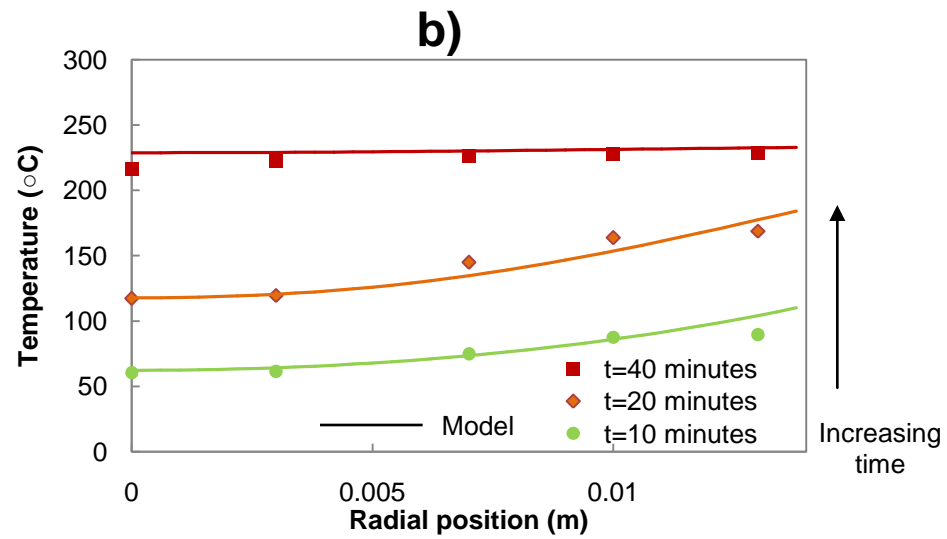 b)
300
250
200
150
100
50
0
Temperature (○C)
t=40 minutes
t=20 minutes
t=10 minutes
Model
Increasing
time
0
0.005
0.01
Radial position (m)